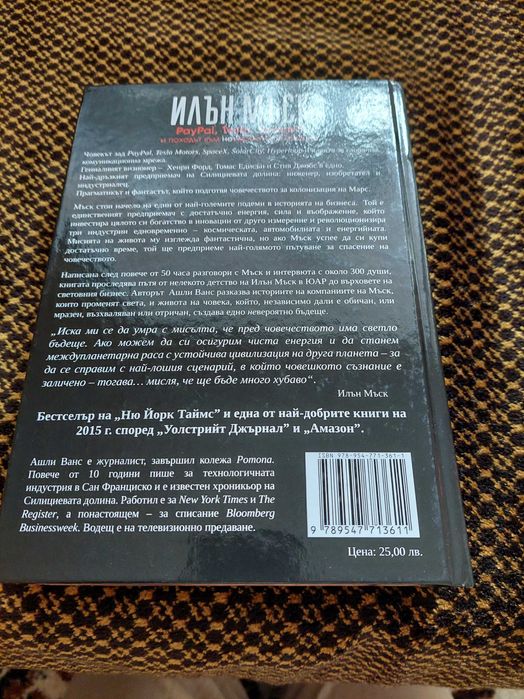 ИЛЪН МЪСК
PayPal, Tesla,
и походът към
Човекът зад PayPal, Tesla Motors, SpaceX, SolarCity, Hyperloop
комуникационна мрежа.
Гениалният визионер – Хенри Форд, Томас Едисън и Стив Джобс в едно.
Най-дръзкият предприемач на Силициевата долина: инженер, изобретател и
индустриалец.
Прагматикът и фантастът, който подготвя човечеството за колонизация на Марс.
Мъск стои начело на едни от най-големите подеми в историята на бизнеса. Той е
единственият предприемач с достатъчно енергия, сила и въображение, който
инвестира цялото си богатство в иновации от друго измерение и революционизира
три индустрии едновременно – космическата, автомобилната и енергийната.
Мисията на живота му изглежда фантастична, но ако Мъск успее да си купи
достатъчно време, той ще предприеме най-голямото пътуване за спасение на
човечеството.
Написана след повече от 50 часа разговори с Мъск и интервюта с около 300 души,
книгата проследява пътя от нелекото детство на Илън Мъск в ЮАР до върховете на
световния бизнес. Авторът Ашли Ванс разказва историите на компаниите на Мъск,
които променят света, и живота на човека, който, независимо дали е обичан, или
мразен, възхваляван или отричан, създава едно невероятно бъдеще.
„Иска ми се да умра с мисълта, че пред човечеството има светло
бъдеще. Ако можем да си осигурим чиста енергия и да станем
междупланетарна раса с устойчива цивилизация на друга планета – за
да се справим с най-лошия сценарий, в който човешкото съзнание е
заличено – тогава... мисля, че ще бъде много хубаво“.
Илън Мъск
Бестселър на „Ню Йорк Таймс“ и една от най-добрите книги на
2015 г. според „Уолстрийт Джърнал” и „Амазон”.
Ашли Ванс е журналист, завършил колежа Pomona.
Повече от 10 години пише за технологичната
индустрия в Сан Франциско и е известен хроникьор на
Силициевата долина. Работил е за New York Times и The
Register, а понастоящем – за списание Bloomberg
Businessweek. Водещ е на телевизионно предаване.
ISBN 978-954-771-361-1
9 789547 713611
Цена: 25,00 лв.